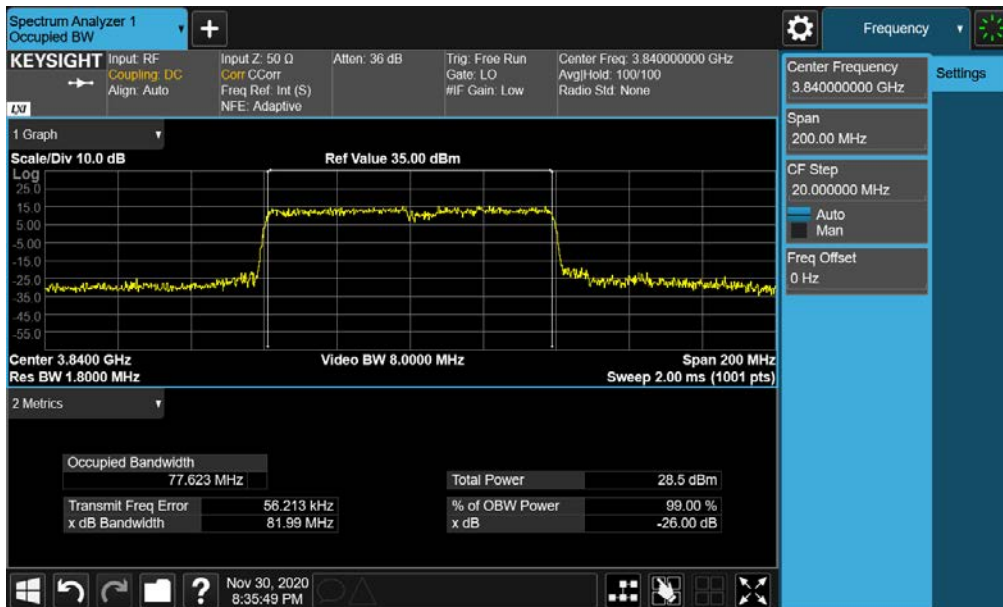 Spectrum Analyzer 1
Occupied BW
+
Frequency
KEYSIGHT Input: RF Input Z: 50 Ω Atten: 36 dB Trig: Free Run Center Freq: 3.840000000 GHz
Coupling: DC Corr CCorr Gate: LO Avg|Hold: 100/100
Align: Auto Freq Ref: Int (S) #IF Gain: Low Radio Std: None
LXI NFE: Adaptive
Center Frequency
3.840000000 GHz
Settings
Span
200.00 MHz
CF Step
20.000000 MHz
Auto
Man
Freq Offset
0 Hz
1 Graph
Scale/Div 10.0 dB Ref Value 35.00 dBm
Log
25.0
15.0
5.00
-5.00
-15.0
-25.0
-35.0
-45.0
-55.0
Center 3.8400 GHz Video BW 8.0000 MHz Span 200 MHz
Res BW 1.8000 MHz Sweep 2.00 ms (1001 pts)
2 Metrics
Occupied Bandwidth
77.623 MHz Total Power 28.5 dBm
Transmit Freq Error 56.213 kHz % of OBW Power 99.00 %
x dB Bandwidth 81.99 MHz x dB -26.00 dB
?
Nov 30, 2020
8:35:49 PM